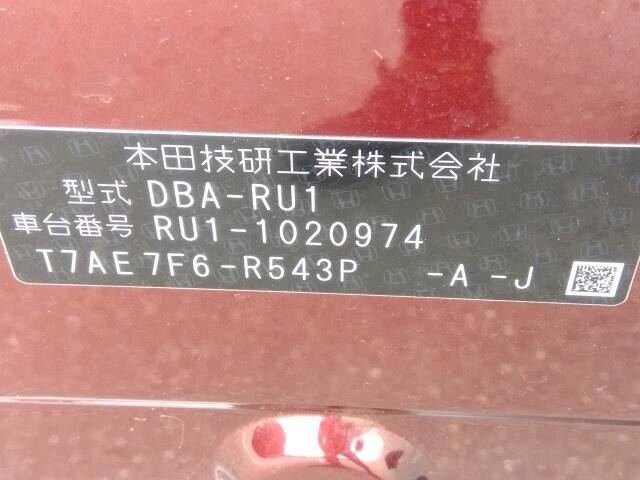 本田技研工業株式会社
型式 DBA-RU1
車台番号 RU1-1020974
T7AE7F6-R543P -A -J